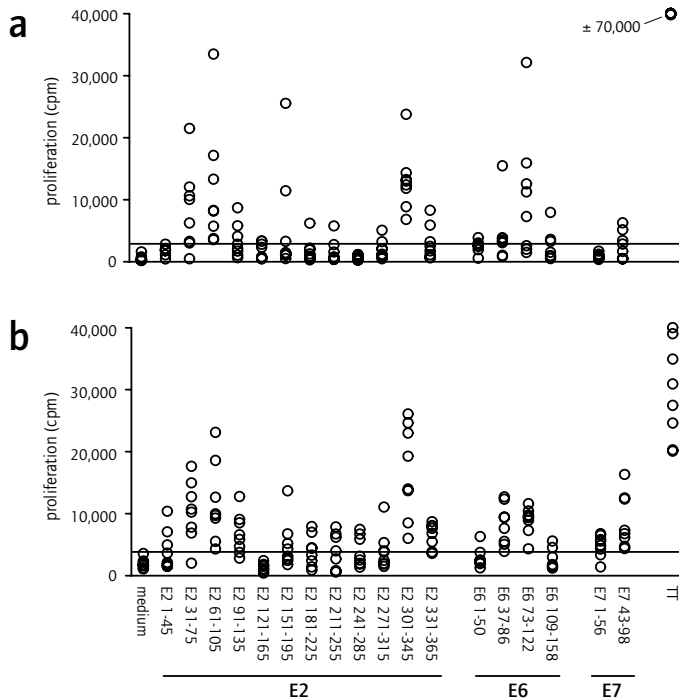 a
± 70,000
40,000
30,000
20,000
10,000
0
proliferation (cpm)
b
40,000
30,000
20,000
10,000
0
proliferation (cpm)
medium
E2 1-45
E2 31-75
E2 61-105
E2 91-135
E2 121-165
E2 151-195
E2 181-225
E2 211-255
E2 241-285
E2 271-315
E2 301-345
E2 331-365
E6 1-50
E6 37-86
E6 73-122
E6 109-158
E7 1-56
E7 43-98
TT
E2
E6
E7